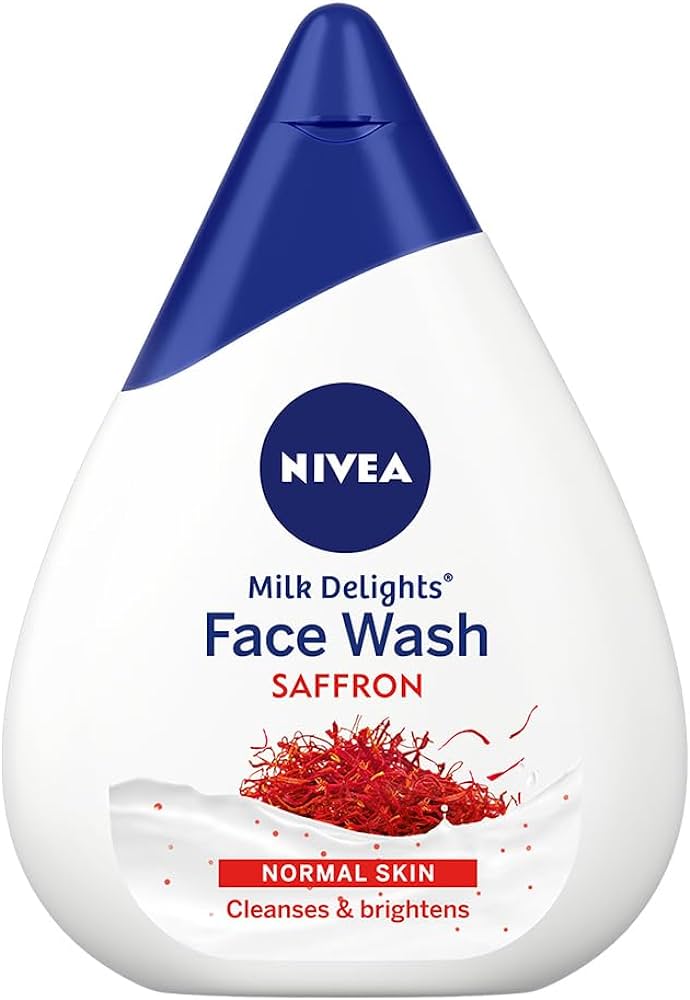 NIVEA
Milk Delights®
Face Wash
SAFFRON
NORMAL SKIN
Cleanses & brightens